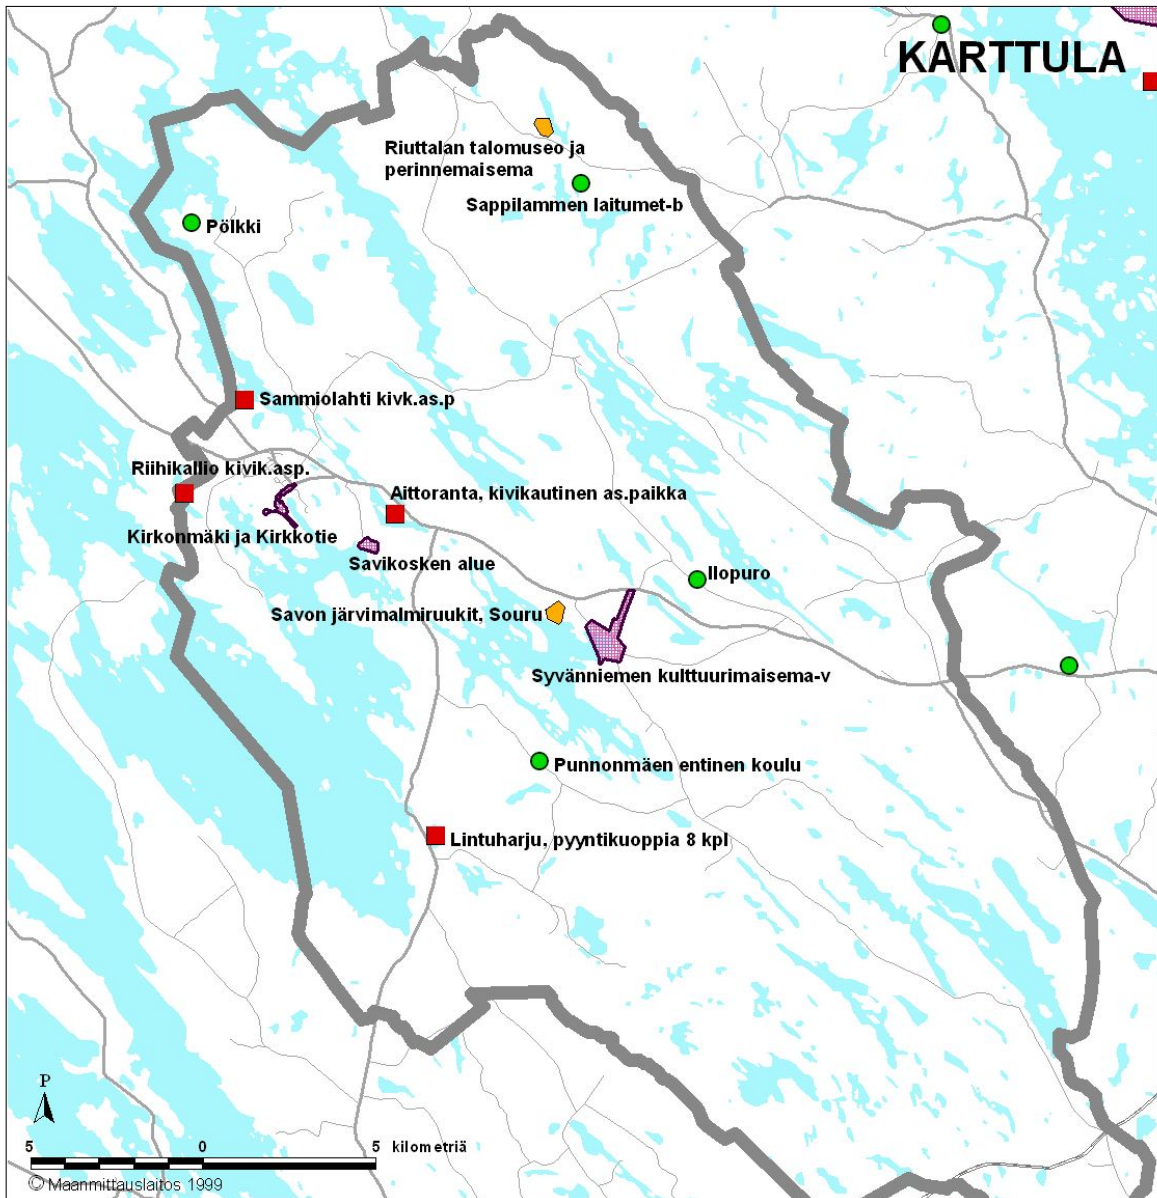 KARTTULA
Riuttalan talomuseo ja
perinnemaisema
Sappilammen laitumet-b
Pölkki
Sammiolahti kivk.as.p
Riihikallio kivik.asp.
Aittoranta, kivikautinen as.paikka
Kirkonmäki ja Kirkkotie
Savikosken alue
Ilopuro
Savon järvimalmiruukit, Souru
Syvänniemen kulttuurimaisema-v
Punnonmäen entinen koulu
Lintuharju, pyyntikuoppia 8 kpl
P
5 0 5 kilometriä
© Maanmittauslaitos 1999